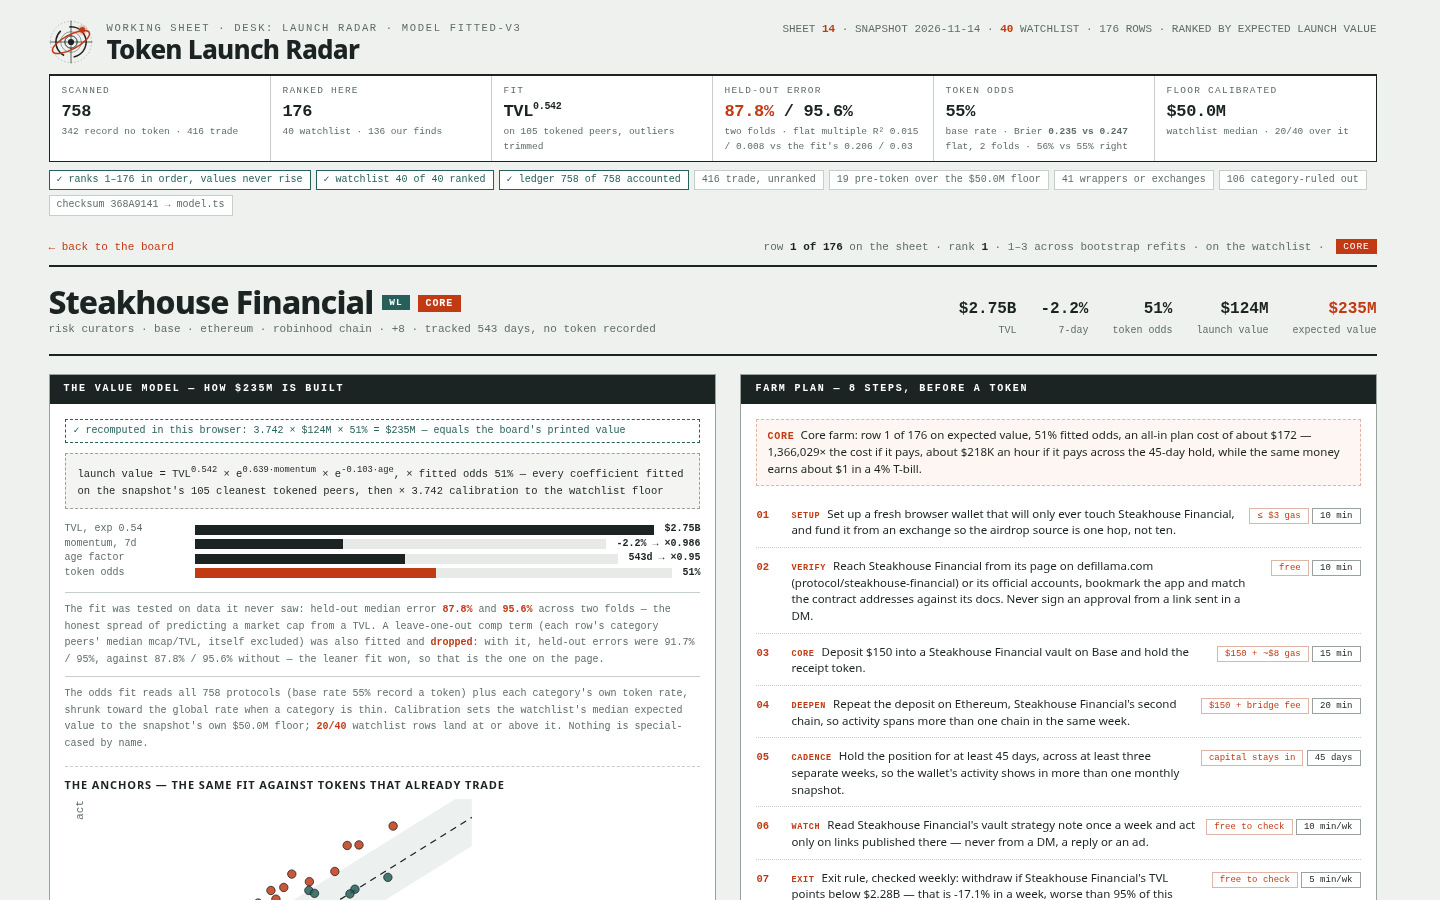 WORKING SHEET · DESK: LAUNCH RADAR · MODEL FITTED-V3
Token Launch Radar
SHEET 14 · SNAPSHOT 2026-11-14 · 40 WATCHLIST · 176 ROWS · RANKED BY EXPECTED LAUNCH VALUE
SCANNED
758
342 record no token · 416 trade
RANKED HERE
176
40 watchlist · 136 our finds
FIT
TVL^0.542
on 105 tokened peers, outliers
trimmed
HELD-OUT ERROR
87.8% / 95.6%
two folds · flat multiple R² 0.015
/ 0.008 vs the fit's 0.206 / 0.03
TOKEN ODDS
55%
base rate · Brier 0.235 vs 0.247
flat, 2 folds · 56% vs 55% right
FLOOR CALIBRATED
$50.0M
watchlist median · 20/40 over it
✓ ranks 1–176 in order, values never rise
✓ watchlist 40 of 40 ranked
✓ ledger 758 of 758 accounted
416 trade, unranked
19 pre-token over the $50.0M floor
41 wrappers or exchanges
106 category-ruled out
checksum 368A9141 → model.ts
← back to the board
row 1 of 176 on the sheet · rank 1 · 1–3 across bootstrap refits · on the watchlist · CORE
Steakhouse Financial WL CORE
risk curators · base · ethereum · robinhood chain · +8 · tracked 543 days, no token recorded
$2.75B
TVL
-2.2%
7-day
51%
token odds
$124M
launch value
$235M
expected value
THE VALUE MODEL — HOW $235M IS BUILT
✓ recomputed in this browser: 3.742 × $124M × 51% = $235M — equals the board's printed value
launch value = TVL^0.542 × e^0.639·momentum × e^-0.103·age, × fitted odds 51% — every coefficient fitted
on the snapshot's 105 cleanest tokened peers, then × 3.742 calibration to the watchlist floor
TVL, exp 0.54 $2.75B
momentum, 7d -2.2% → ×0.986
age factor 543d → ×0.95
token odds 51%
The fit was tested on data it never saw: held-out median error 87.8% and 95.6% across two folds — the
honest spread of predicting a market cap from a TVL. A leave-one-out comp term (each row's category
peers' median mcap/TVL, itself excluded) was also fitted and dropped: with it, held-out errors were 91.7%
/ 95%, against 87.8% / 95.6% without — the leaner fit won, so that is the one on the page.
The odds fit reads all 758 protocols (base rate 55% record a token) plus each category's own token rate,
shrunk toward the global rate when a category is thin. Calibration sets the watchlist's median expected
value to the snapshot's own $50.0M floor; 20/40 watchlist rows land at or above it. Nothing is special-
cased by name.
THE ANCHORS — THE SAME FIT AGAINST TOKENS THAT ALREADY TRADE
act
FARM PLAN — 8 STEPS, BEFORE A TOKEN
CORE Core farm: row 1 of 176 on expected value, 51% fitted odds, an all-in plan cost of about $172 —
1,366,029× the cost if it pays, about $218K an hour if it pays across the 45-day hold, while the same money
earns about $1 in a 4% T-bill.
01 SETUP Set up a fresh browser wallet that will only ever touch Steakhouse Financial, ≤ $3 gas 10 min
and fund it from an exchange so the airdrop source is one hop, not ten.
02 VERIFY Reach Steakhouse Financial from its page on defillama.com free 10 min
(protocol/steakhouse-financial) or its official accounts, bookmark the app and match
the contract addresses against its docs. Never sign an approval from a link sent in a
DM.
03 CORE Deposit $150 into a Steakhouse Financial vault on Base and hold the $150 + ~$8 gas 15 min
receipt token.
04 DEEPEN Repeat the deposit on Ethereum, Steakhouse Financial's second $150 + bridge fee 20 min
chain, so activity spans more than one chain in the same week.
05 CADENCE Hold the position for at least 45 days, across at least three capital stays in 45 days
separate weeks, so the wallet's activity shows in more than one monthly
snapshot.
06 WATCH Read Steakhouse Financial's vault strategy note once a week and act free to check 10 min/wk
only on links published there — never from a DM, a reply or an ad.
07 EXIT Exit rule, checked weekly: withdraw if Steakhouse Financial's TVL free to check 5 min/wk
points below $2.28B — that is -17.1% in a week, worse than 95% of this